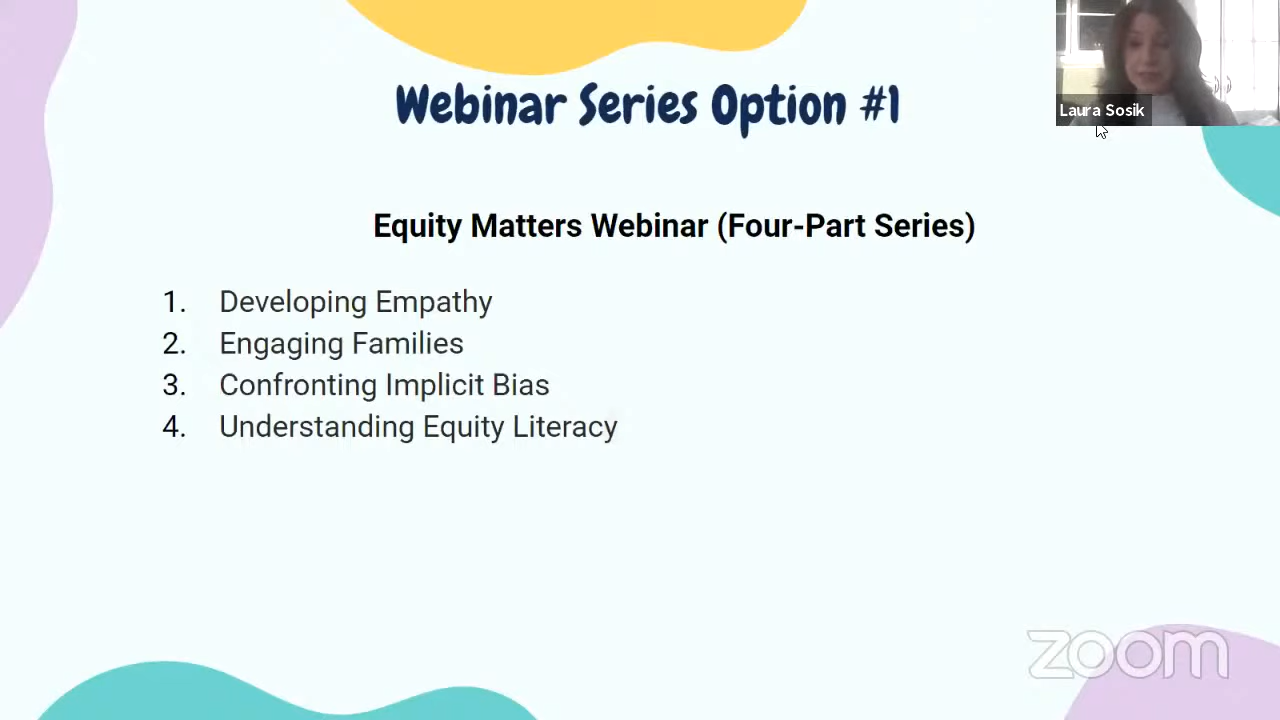 Webinar Series Option #1
Laura Sosik
Equity Matters Webinar (Four-Part Series)
1. Developing Empathy
2. Engaging Families
3. Confronting Implicit Bias
4. Understanding Equity Literacy
zoom